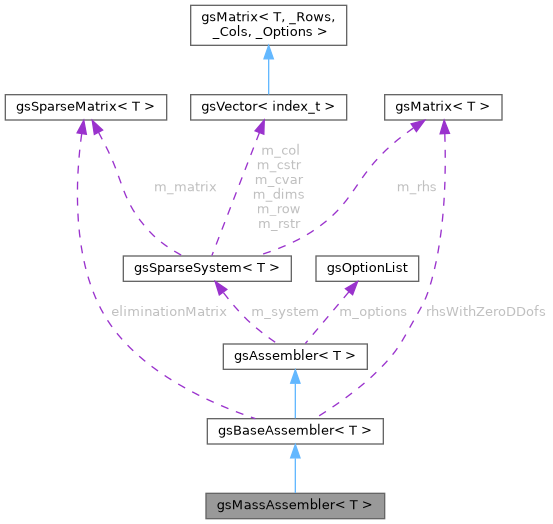 gsMatrix< T, _Rows,
_Cols, _Options >
gsSparseMatrix< T >
gsVector< index_t >
gsMatrix< T >
m_matrix
m_col
m_cstr
m_cvar
m_dims
m_row
m_rstr
m_rhs
gsSparseSystem< T >
gsOptionList
eliminationMatrix
m_system
m_options
rhsWithZeroDDofs
gsAssembler< T >
gsBaseAssembler< T >
gsMassAssembler< T >